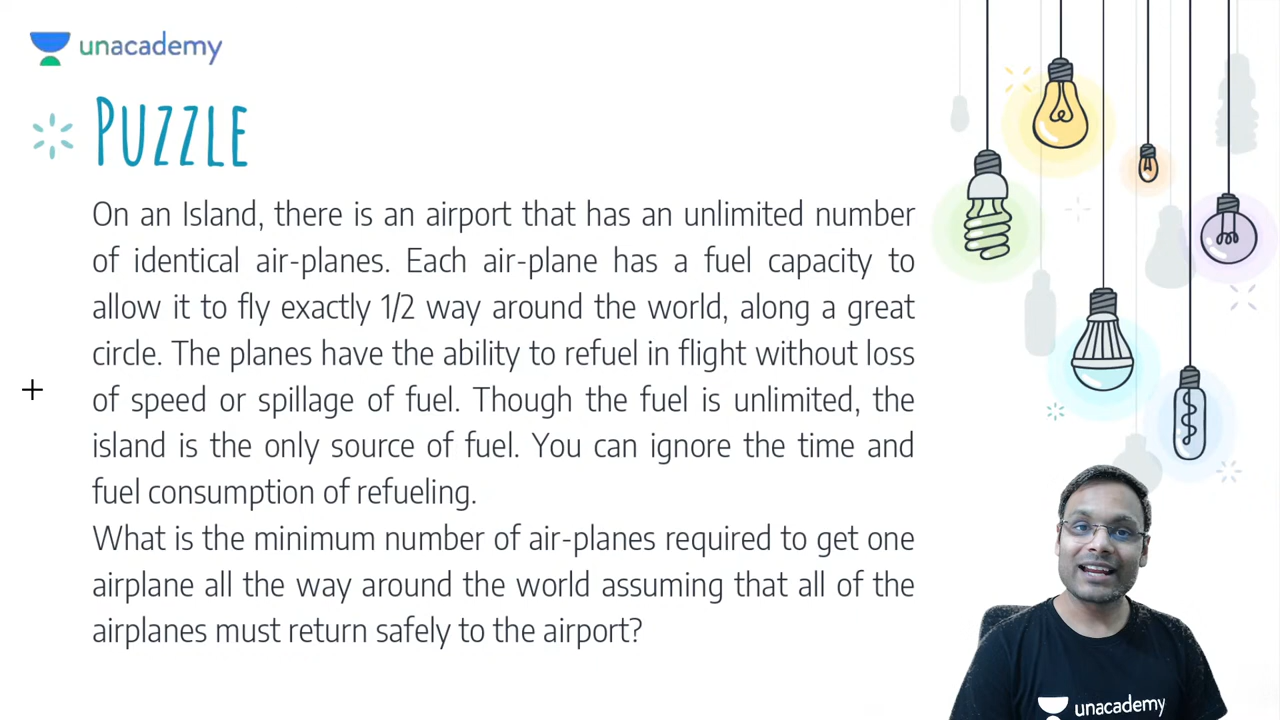 unacademy
PUZZLE
On an Island, there is an airport that has an unlimited number
of identical air-planes. Each air-plane has a fuel capacity to
allow it to fly exactly 1/2 way around the world, along a great
circle. The planes have the ability to refuel in flight without loss
of speed or spillage of fuel. Though the fuel is unlimited, the
island is the only source of fuel. You can ignore the time and
fuel consumption of refueling.
What is the minimum number of air-planes required to get one
airplane all the way around the world assuming that all of the
airplanes must return safely to the airport?
unacademy